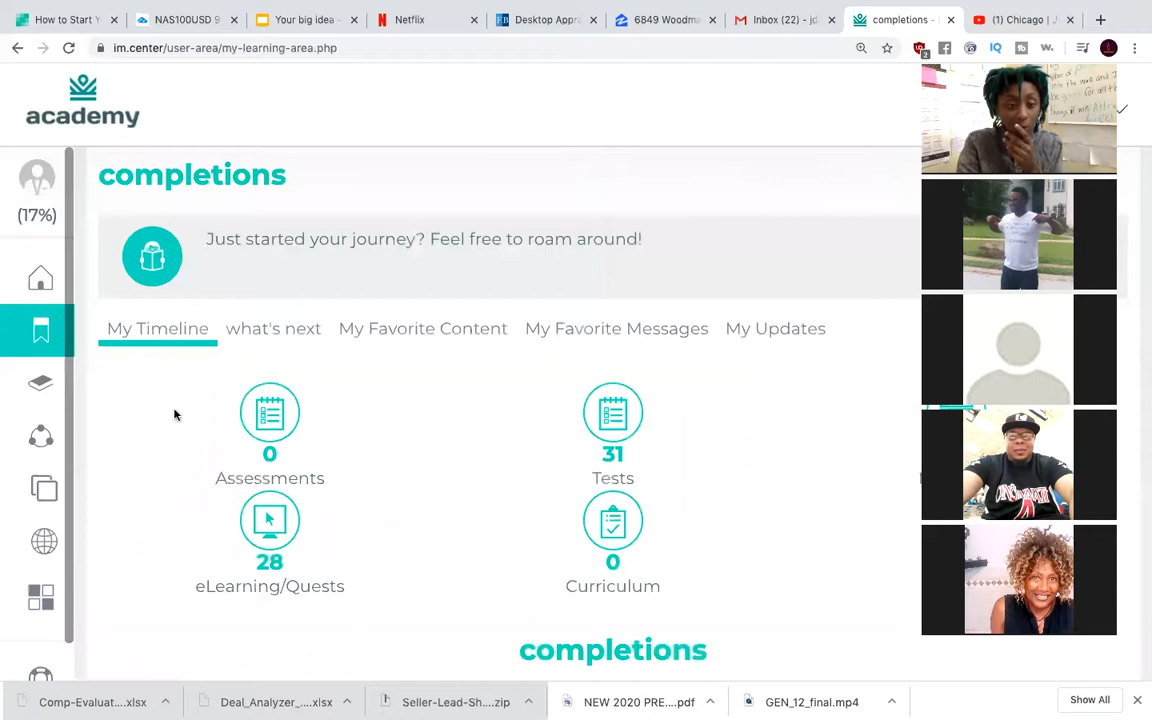 How to Start Y
NAS100USD 9
Your big idea -
Netflix
Desktop Appra
6849 Woodma
Inbox (22) - jd
completions -
(1) Chicago |
im.center/user-area/my-learning-area.php
academy
(17%)
completions
Just started your journey? Feel free to roam around!
My Timeline what's next My Favorite Content My Favorite Messages My Updates
0 31
Assessments Tests
28 0
eLearning/Quests Curriculum
completions
Comp-Evaluat....xlsx
Deal_Analyzer_....xlsx
Seller-Lead-Sh....zip
NEW 2020 PRE....pdf
GEN_12_final.mp4
Show All